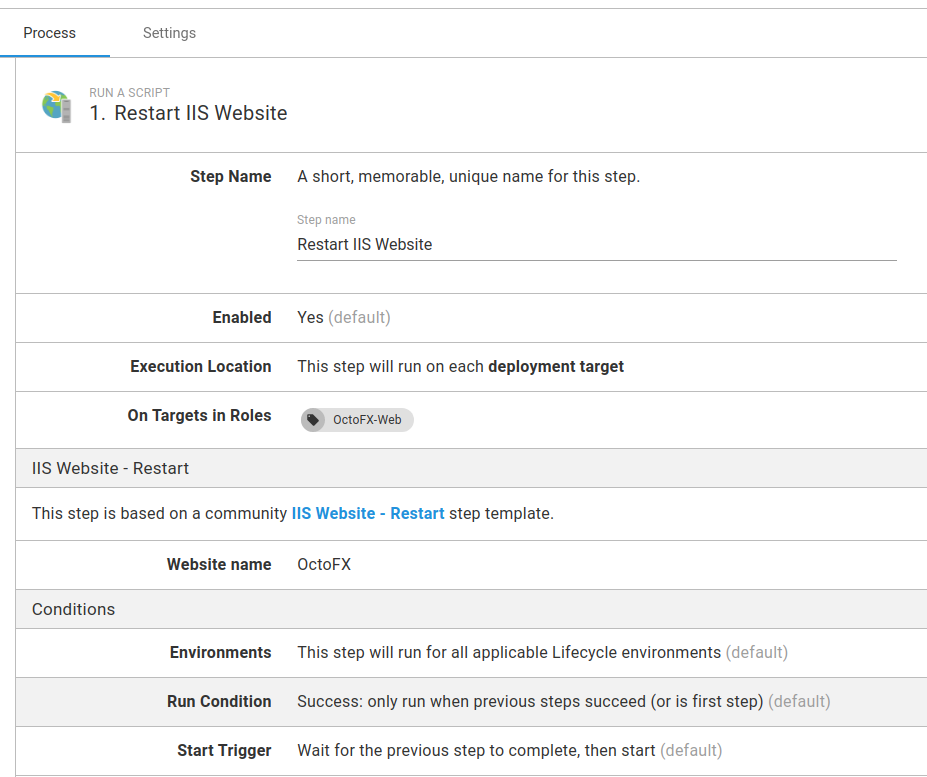 Process Settings
RUN A SCRIPT
1. Restart IIS Website
Step Name A short, memorable, unique name for this step.
Step name
Restart IIS Website
Enabled Yes (default)
Execution Location This step will run on each deployment target
On Targets in Roles OctoFX-Web
IIS Website - Restart
This step is based on a community IIS Website - Restart step template.
Website name OctoFX
Conditions
Environments This step will run for all applicable Lifecycle environments (default)
Run Condition Success: only run when previous steps succeed (or is first step) (default)
Start Trigger Wait for the previous step to complete, then start (default)